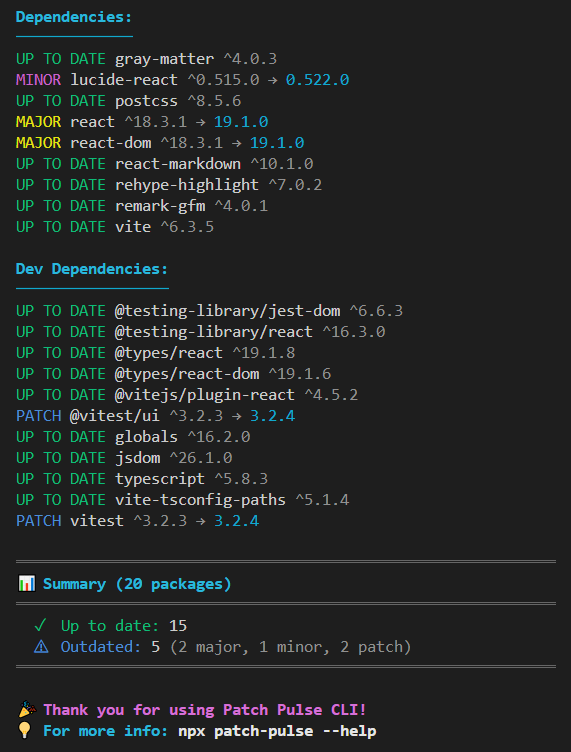 Dependencies:
UP TO DATE gray-matter ^4.0.3
MINOR lucide-react ^0.515.0 → 0.522.0
UP TO DATE postcss ^8.5.6
MAJOR react ^18.3.1 → 19.1.0
MAJOR react-dom ^18.3.1 → 19.1.0
UP TO DATE react-markdown ^10.1.0
UP TO DATE rehype-highlight ^7.0.2
UP TO DATE remark-gfm ^4.0.1
UP TO DATE vite ^6.3.5
Dev Dependencies:
UP TO DATE @testing-library/jest-dom ^6.6.3
UP TO DATE @testing-library/react ^16.3.0
UP TO DATE @types/react ^19.1.8
UP TO DATE @types/react-dom ^19.1.6
UP TO DATE @vitejs/plugin-react ^4.5.2
PATCH @vitest/ui ^3.2.3 → 3.2.4
UP TO DATE globals ^16.2.0
UP TO DATE jsdom ^26.1.0
UP TO DATE typescript ^5.8.3
UP TO DATE vite-tsconfig-paths ^5.1.4
PATCH vitest ^3.2.3 → 3.2.4
📊 Summary (20 packages)
✓ Up to date: 15
⚠ Outdated: 5 (2 major, 1 minor, 2 patch)
🎉 Thank you for using Patch Pulse CLI!
💡 For more info: npx patch-pulse --help